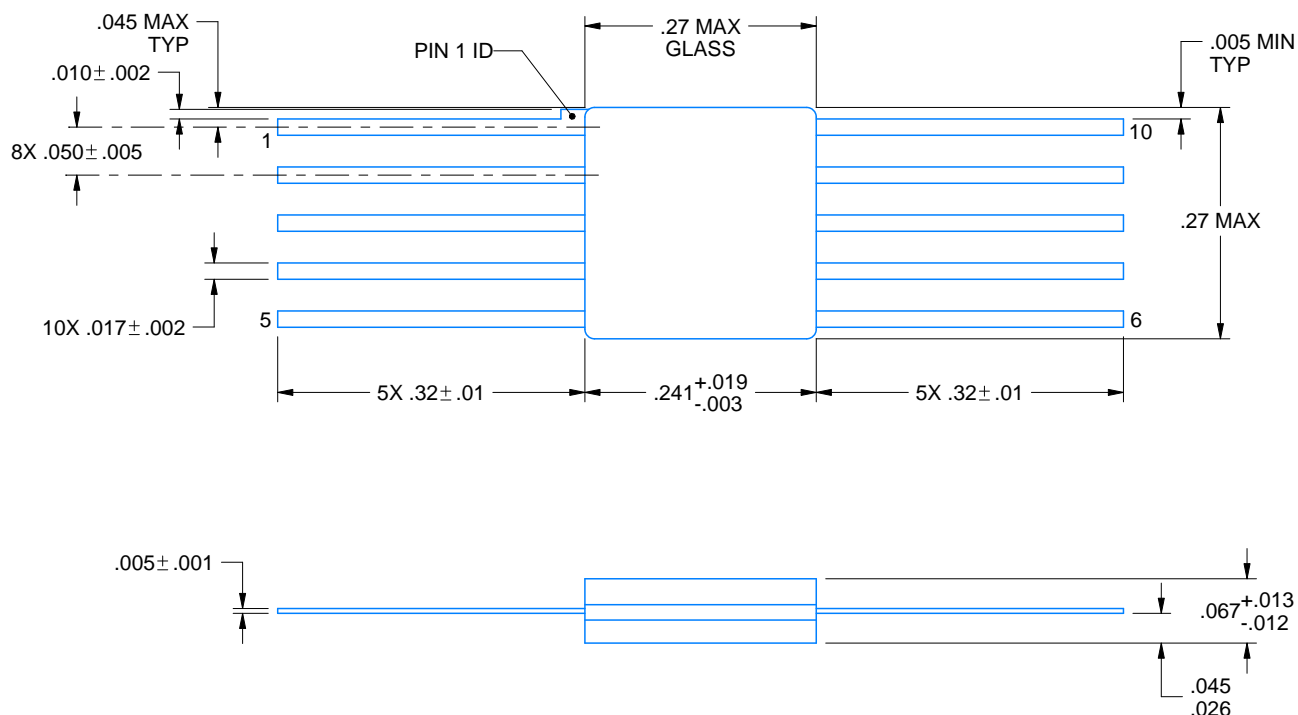 .045 MAX
TYP
.27 MAX
GLASS
PIN 1 ID
.005 MIN
TYP
.010±.002
1
10
8X .050±.005
.27 MAX
10X .017±.002
5
6
5X .32±.01
.241 +.019
-.003
5X .32±.01
.005±.001
.067 +.013
-.012
.045
.026